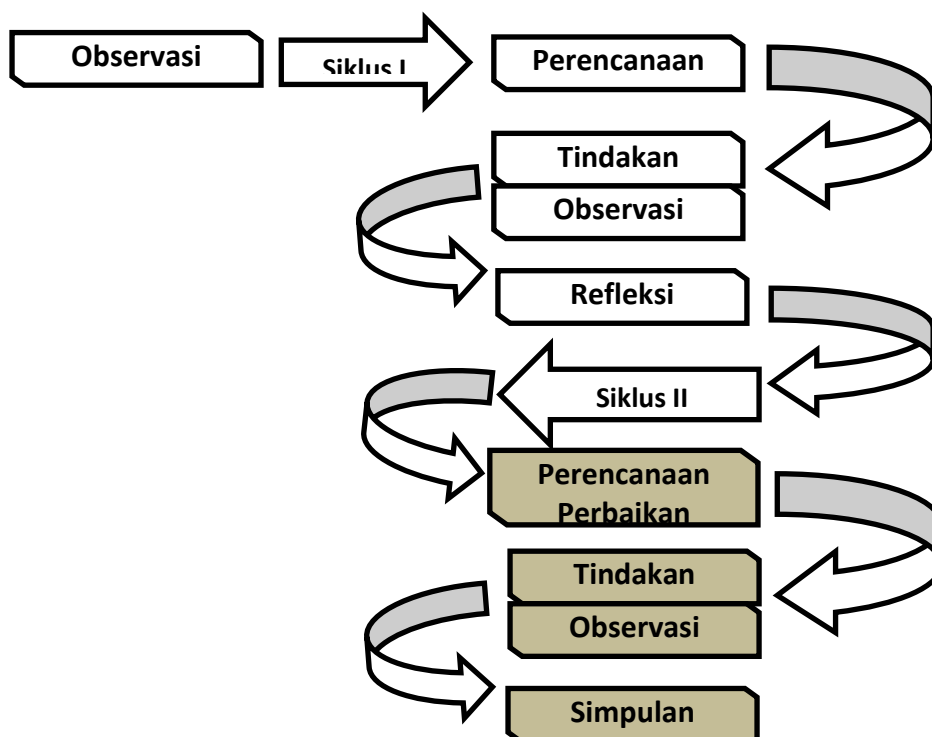 Observasi
Siklus I
Perencanaan
Tindakan
Observasi
Refleksi
Siklus II
Perencanaan
Perbaikan
Tindakan
Observasi
Simpulan